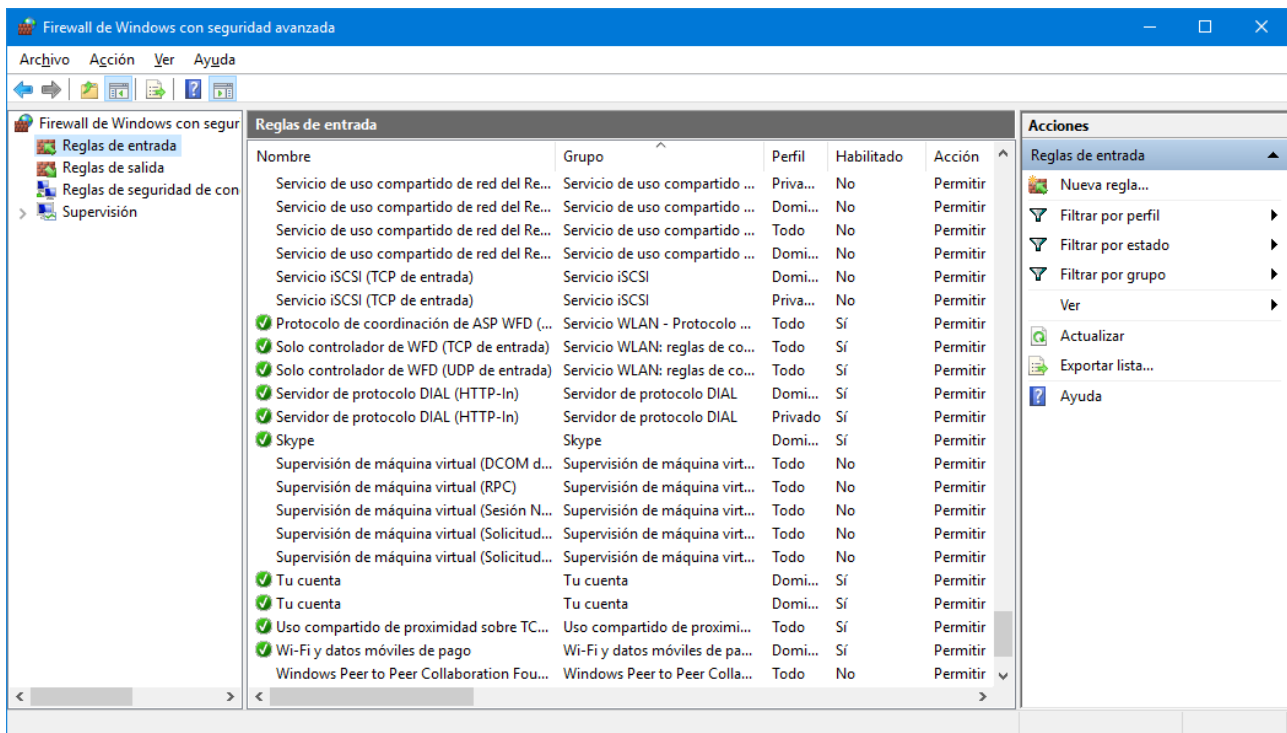 Firewall de Windows con seguridad avanzada
Archivo Acción Ver Ayuda
Firewall de Windows con segur
Reglas de entrada
Reglas de salida
Reglas de seguridad de con
Supervisión
Reglas de entrada
Nombre Grupo Perfil Habilitado Acción
Servicio de uso compartido de red del Re... Servicio de uso compartido ... Priva... No Permitir
Servicio de uso compartido de red del Re... Servicio de uso compartido ... Domi... No Permitir
Servicio de uso compartido de red del Re... Servicio de uso compartido ... Todo No Permitir
Servicio de uso compartido de red del Re... Servicio de uso compartido ... Domi... No Permitir
Servicio iSCSI (TCP de entrada) Servicio iSCSI Domi... No Permitir
Servicio iSCSI (TCP de entrada) Servicio iSCSI Priva... No Permitir
Protocolo de coordinación de ASP WFD (... Servicio WLAN - Protocolo ... Todo Sí Permitir
Solo controlador de WFD (TCP de entrada) Servicio WLAN: reglas de co... Todo Sí Permitir
Solo controlador de WFD (UDP de entrada) Servicio WLAN: reglas de co... Todo Sí Permitir
Servidor de protocolo DIAL (HTTP-In) Servidor de protocolo DIAL Domi... Sí Permitir
Servidor de protocolo DIAL (HTTP-In) Servidor de protocolo DIAL Privado Sí Permitir
Skype Skype Domi... Sí Permitir
Supervisión de máquina virtual (DCOM d... Supervisión de máquina virt... Todo No Permitir
Supervisión de máquina virtual (RPC) Supervisión de máquina virt... Todo No Permitir
Supervisión de máquina virtual (Sesión N... Supervisión de máquina virt... Todo No Permitir
Supervisión de máquina virtual (Solicitud... Supervisión de máquina virt... Todo No Permitir
Supervisión de máquina virtual (Solicitud... Supervisión de máquina virt... Todo No Permitir
Tu cuenta Tu cuenta Domi... Sí Permitir
Tu cuenta Tu cuenta Domi... Sí Permitir
Uso compartido de proximidad sobre TC... Uso compartido de proximi... Todo Sí Permitir
Wi-Fi y datos móviles de pago Wi-Fi y datos móviles de pa... Domi... Sí Permitir
Windows Peer to Peer Collaboration Fou... Windows Peer to Peer Colla... Todo No Permitir
Acciones
Reglas de entrada
Nueva regla...
Filtrar por perfil
Filtrar por estado
Filtrar por grupo
Ver
Actualizar
Exportar lista...
Ayuda